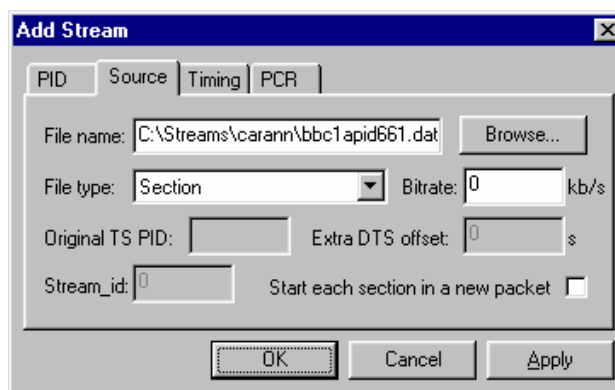 Add Stream
PID Source Timing PCR
File name: C:\Streams\carann\bbc1apid661.dat Browse...
File type: Section Bitrate: 0 kb/s
Original TS PID: Extra DTS offset: 0 s
Stream_id: 0 Start each section in a new packet
OK Cancel Apply